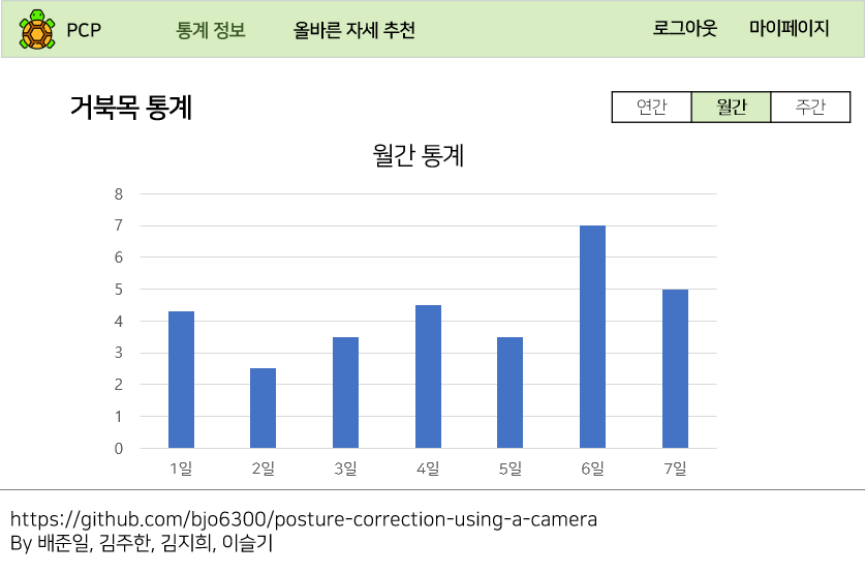 PCP 통계 정보 올바른 자세 추천 로그아웃 마이페이지
거북목 통계
연간 월간 주간
월간 통계
8
7
6
5
4
3
2
1
0
1일 2일 3일 4일 5일 6일 7일
https://github.com/bjo6300/posture-correction-using-a-camera
By 배준일, 김주한, 김지희, 이슬기